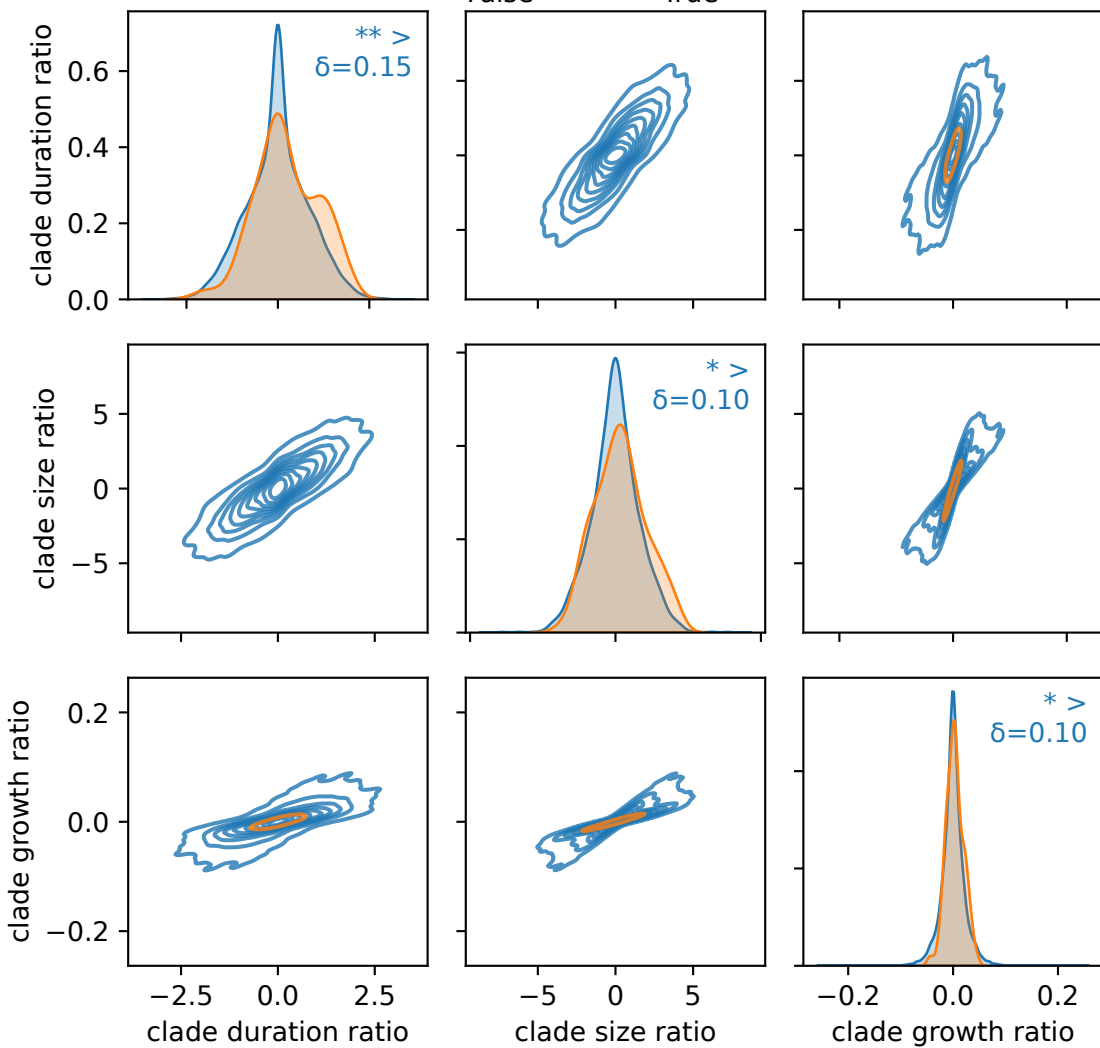 clade duration ratio
0.6
0.4
0.2
0.0
** >
δ=0.15
clade size ratio
5
0
−5
* >
δ=0.10
clade growth ratio
0.2
0.0
−0.2
* >
δ=0.10
−2.5 0.0 2.5
−5 0 5
−0.2 0.0 0.2
clade duration ratio
clade size ratio
clade growth ratio